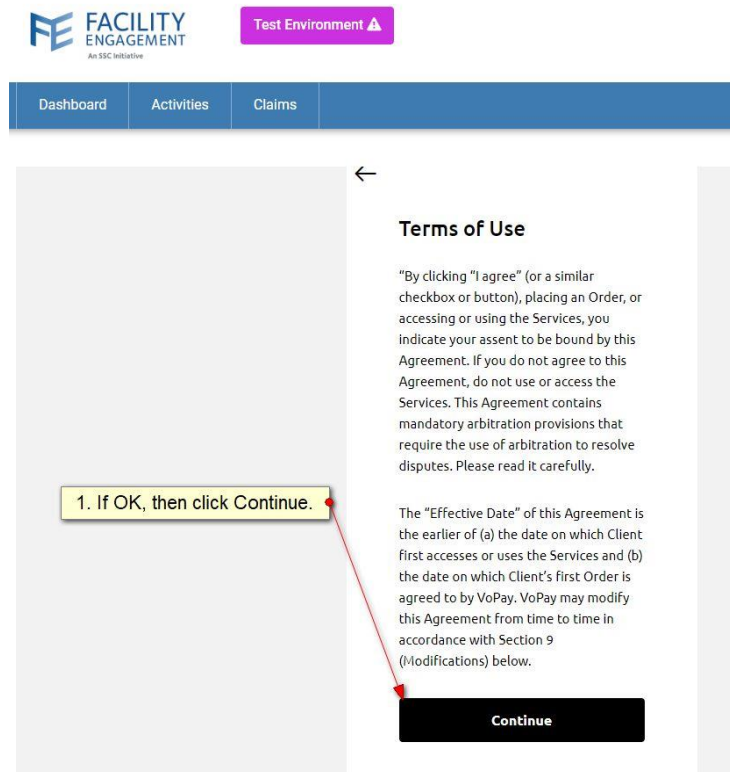 FACILITY
ENGAGEMENT
An SSC Initiative
Test Environment
Dashboard
Activities
Claims
Terms of Use
“By clicking “I agree” (or a similar
checkbox or button), placing an Order, or
accessing or using the Services, you
indicate your assent to be bound by this
Agreement. If you do not agree to this
Agreement, do not use or access the
Services. This Agreement contains
mandatory arbitration provisions that
require the use of arbitration to resolve
disputes. Please read it carefully.
1. If OK, then click Continue.
The “Effective Date” of this Agreement is
the earlier of (a) the date on which Client
first accesses or uses the Services and (b)
the date on which Client’s first Order is
agreed to by VoPay. VoPay may modify
this Agreement from time to time in
accordance with Section 9
(Modifications) below.
Continue